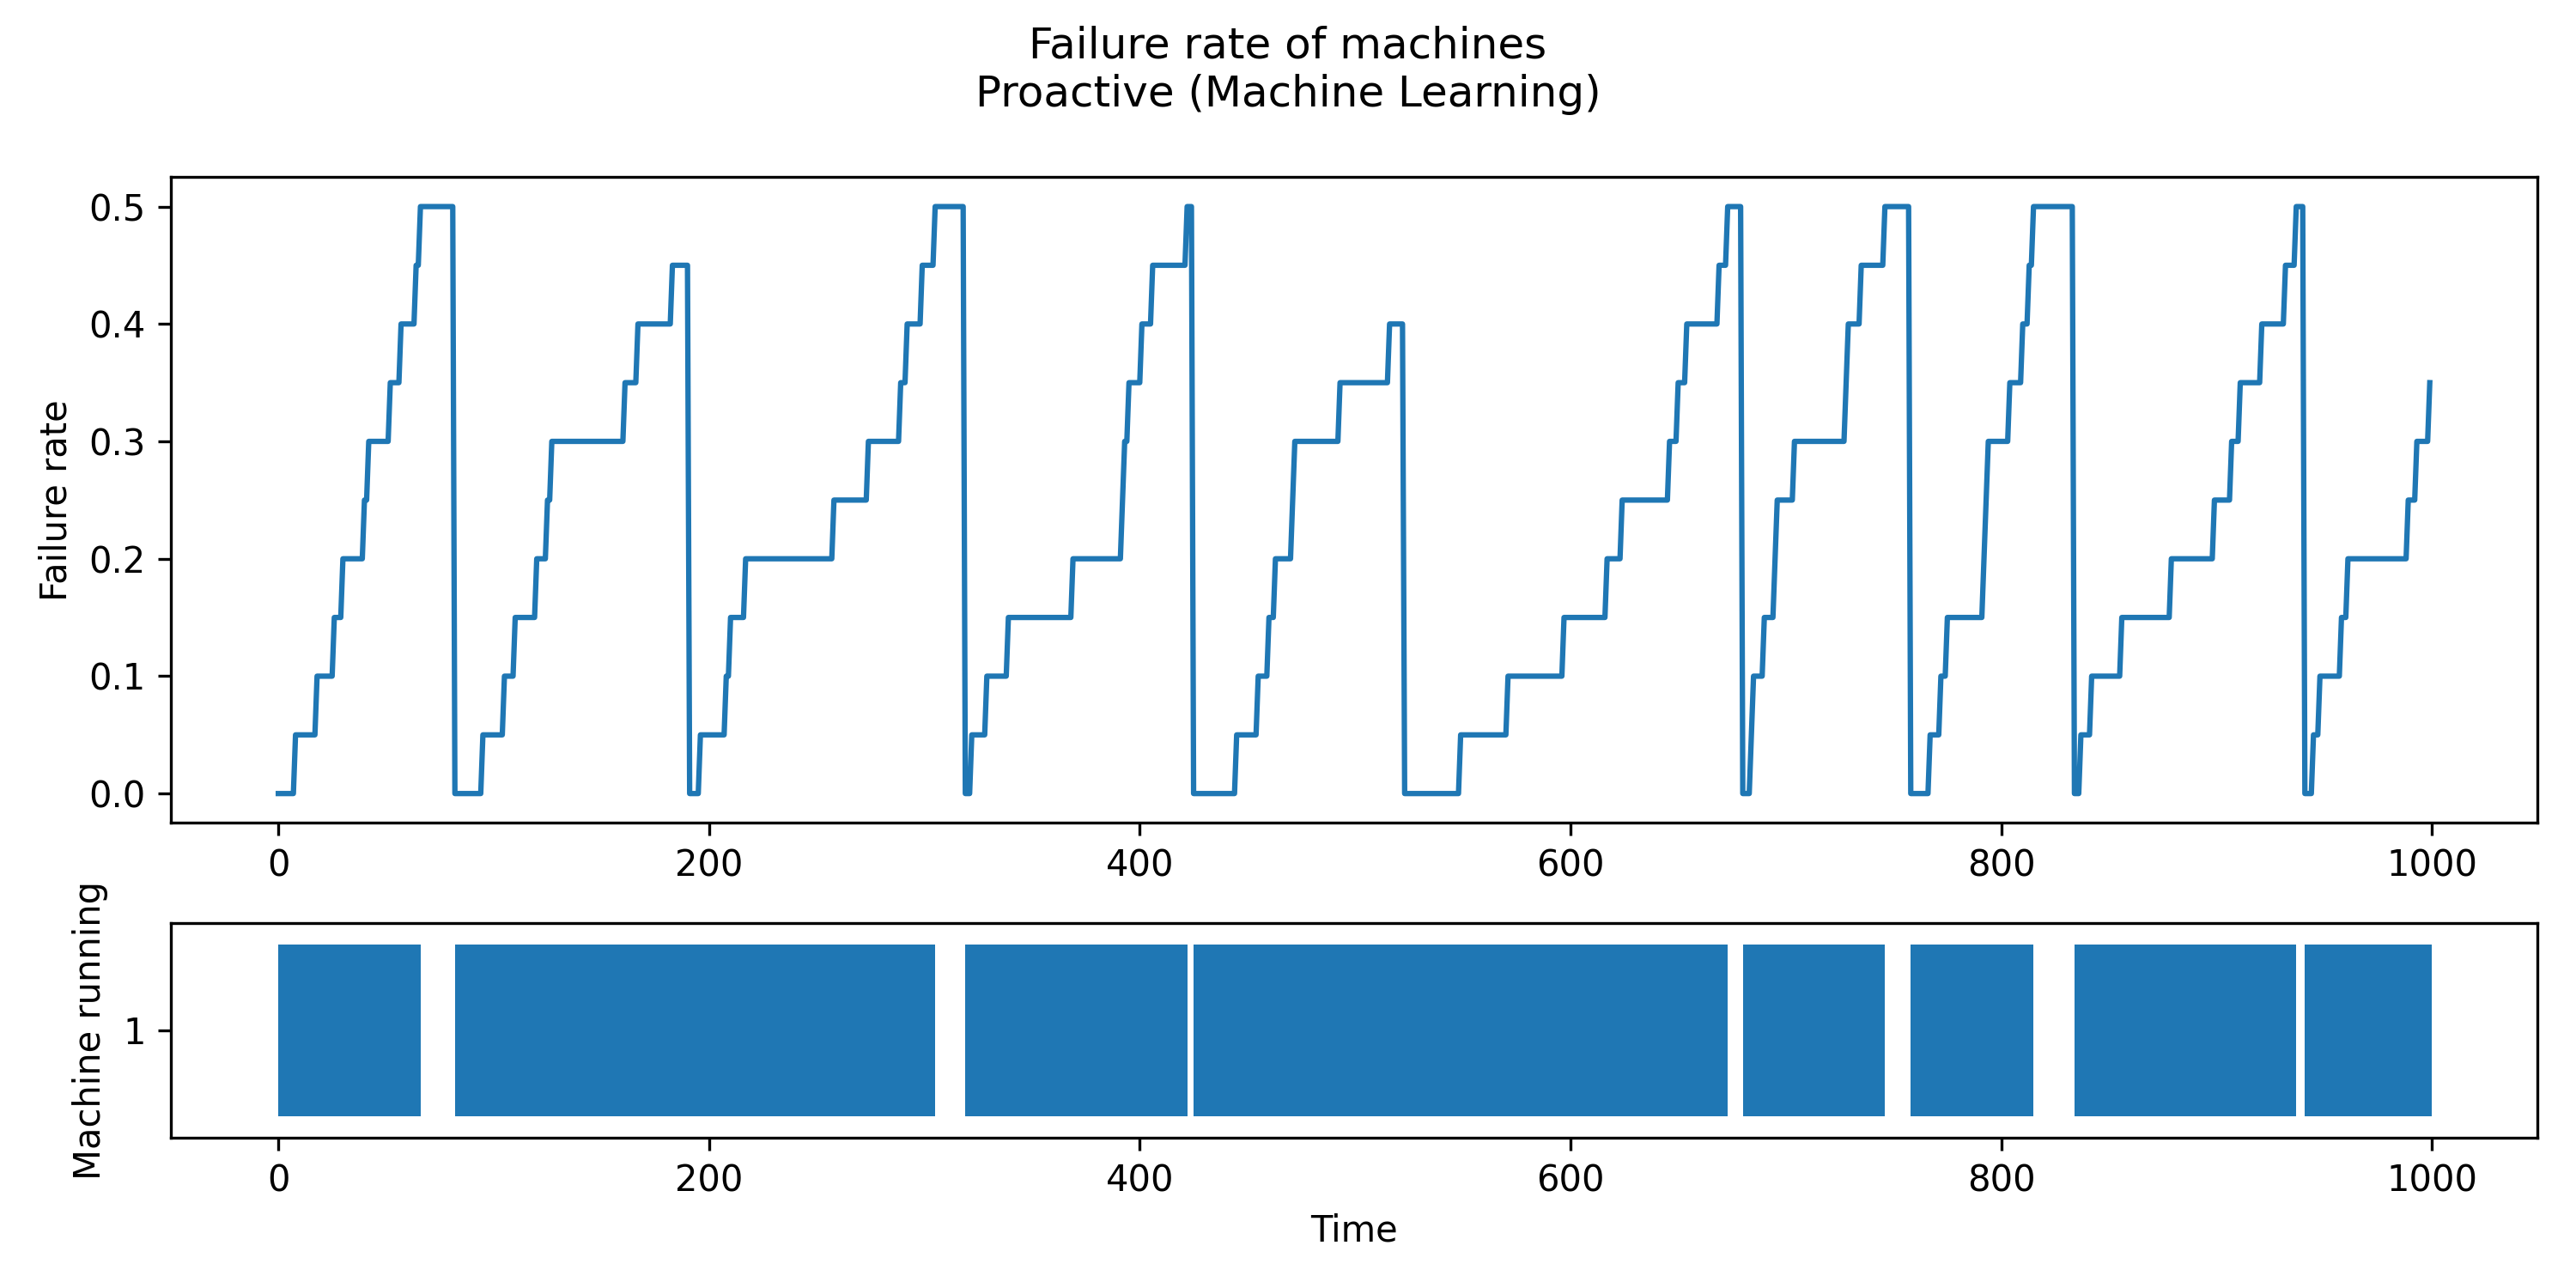 Failure rate of machines
Proactive (Machine Learning)
Failure rate
0.5
0.4
0.3
0.2
0.1
0.0
0 200 400 600 800 1000
Machine running
1
0 200 400 600 800 1000
Time